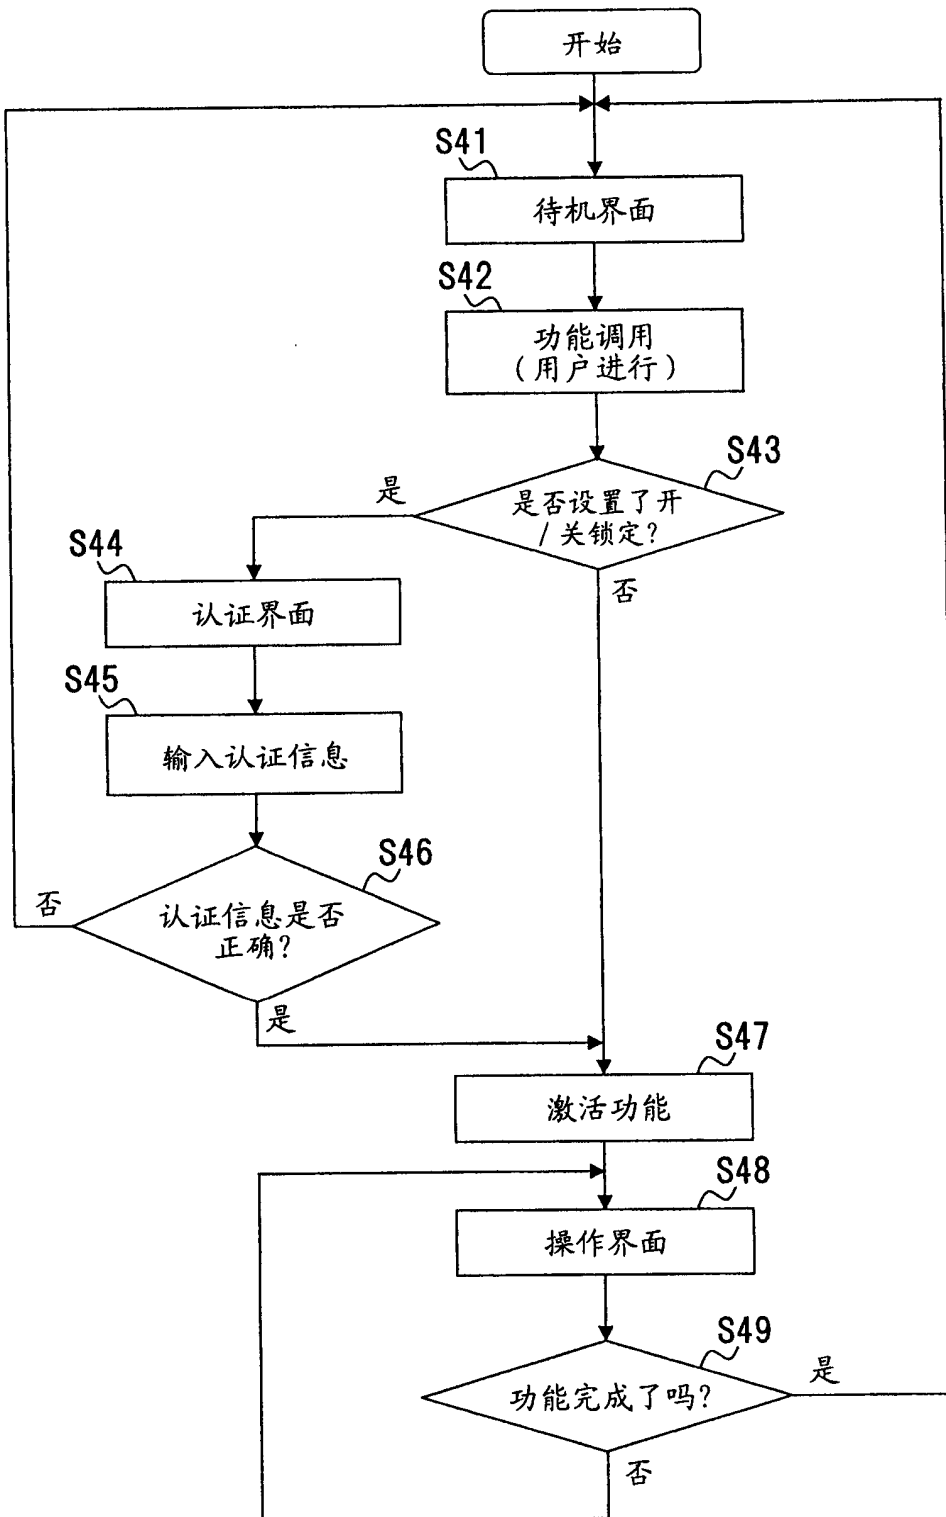 开始
S41
待机界面
S42
功能调用
(用户进行)
S43
是否设置了开
/关锁定?
是
否
S44
认证界面
S45
输入认证信息
S46
认证信息是否
正确?
否
是
S47
激活功能
S48
操作界面
S49
功能完成了吗?
是
否